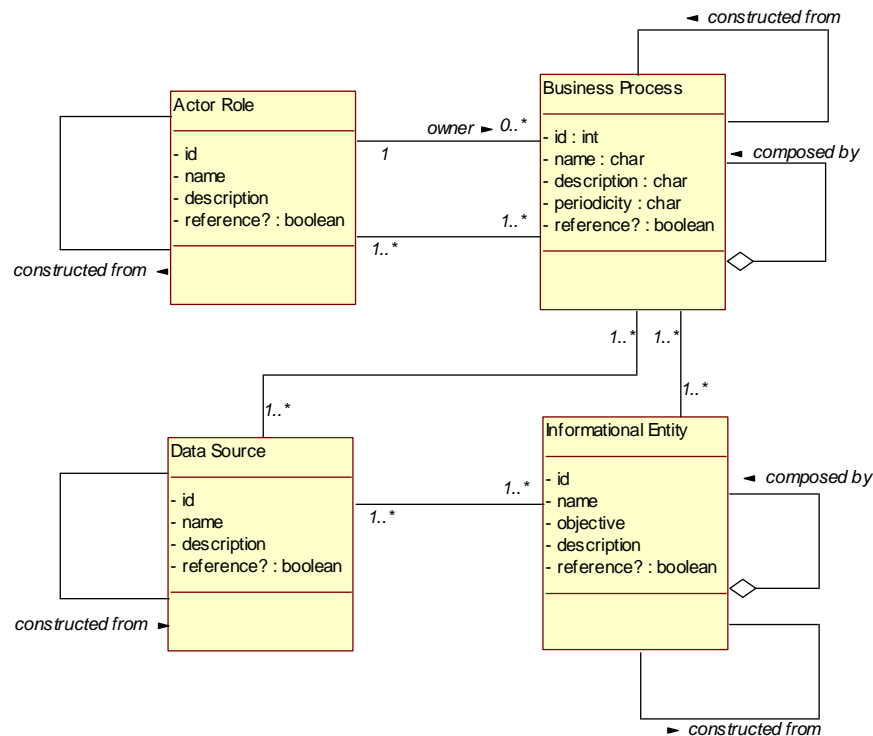 ◄ constructed from
Actor Role
- id
- name
- description
- reference? : boolean
constructed from ◄
owner ► 0..*
1
1..*
1..*
Business Process
- id : int
- name : char
- description : char
- periodicity : char
- reference? : boolean
◄ composed by
1..*
1..*
1..*
1..*
Data Source
- id
- name
- description
- reference? : boolean
constructed from ►
1..*
1..*
Informational Entity
- id
- name
- objective
- description
- reference? : boolean
◄ composed by
► constructed from